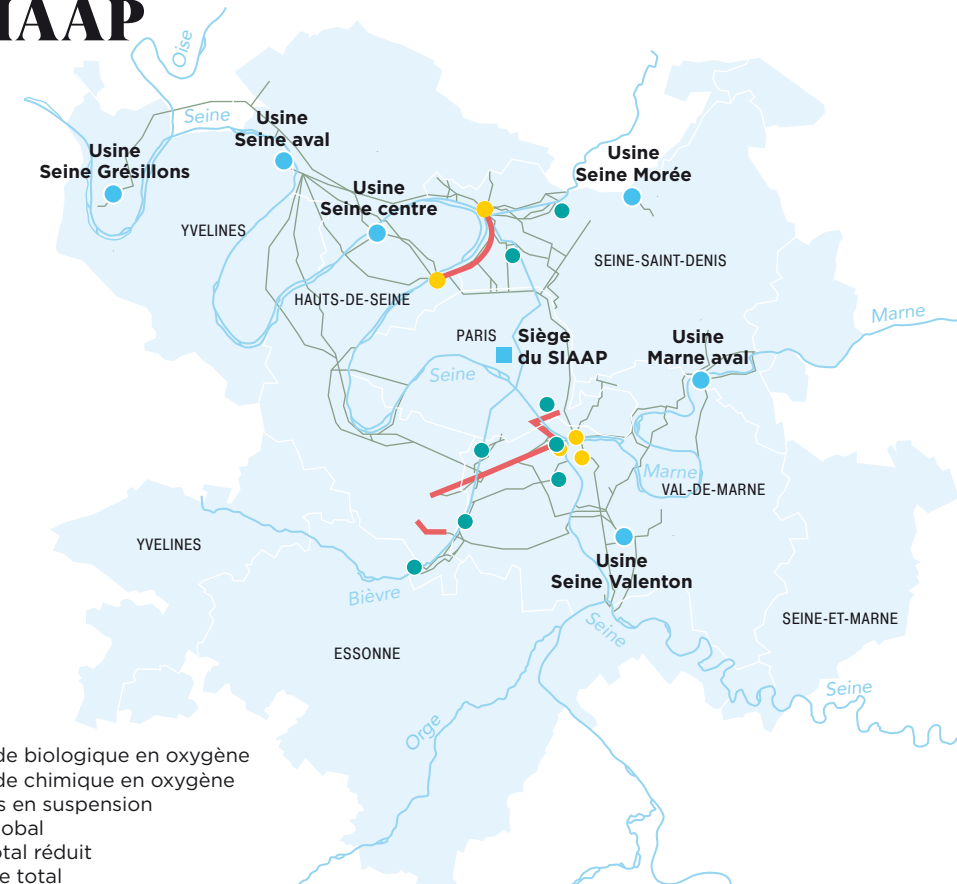 IAAP
Oise
Seine
Usine
Seine aval
Usine
Seine Grésillons
Usine
Seine Morée
Usine
Seine centre
YVELINES
SEINE-SAINT-DENIS
HAUTS-DE-SEINE
Marne
PARIS
Siège
du SIAAP
Usine
Marne aval
Seine
Marne
VAL-DE-MARNE
YVELINES
Usine
Seine Valenton
Bièvre
Seine
SEINE-ET-MARNE
ESSONNE
Seine
Orge
de biologique en oxygène
de chimique en oxygène
s en suspension
obal
otal réduit
e total